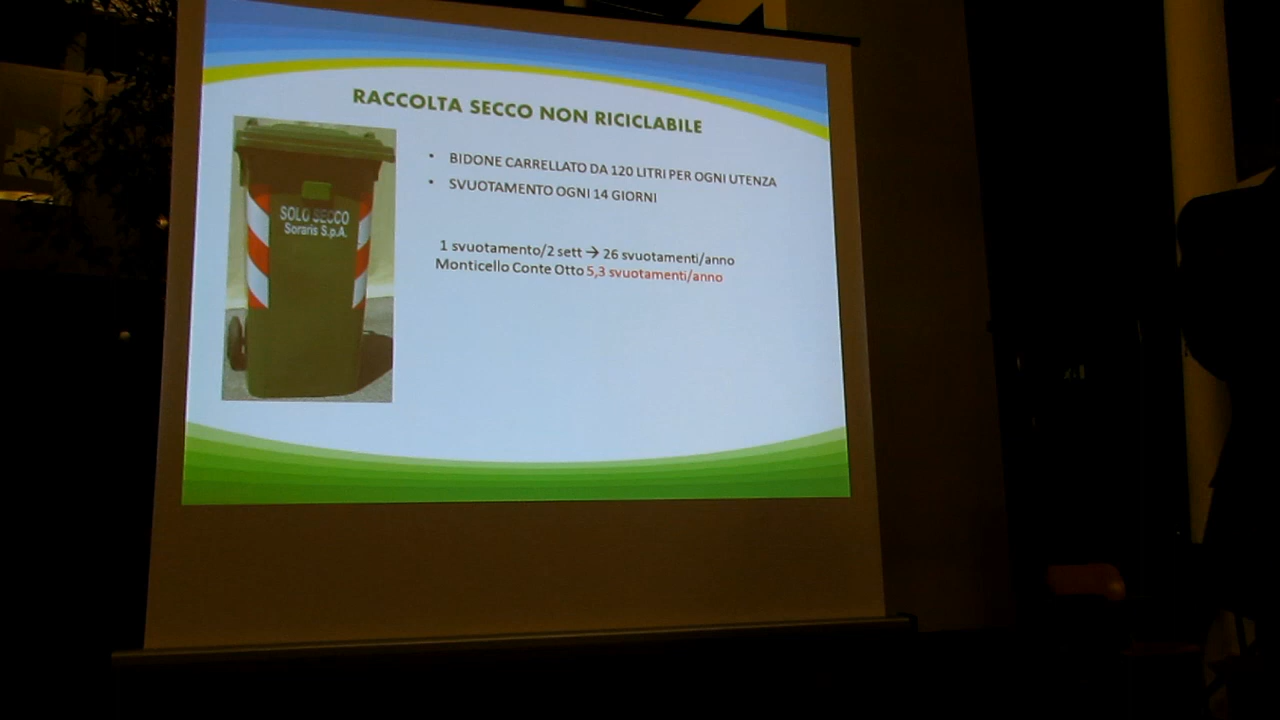 RACCOLTA SECCO NON RICICLABILE
• BIDONE CARRELLATO DA 120 LITRI PER OGNI UTENZA
• SVUOTAMENTO OGNI 14 GIORNI
SOLO SECCO
Soraris S.p.A.
1 svuotamento/2 sett → 26 svuotamenti/anno
Monticello Conte Otto 5,3 svuotamenti/anno